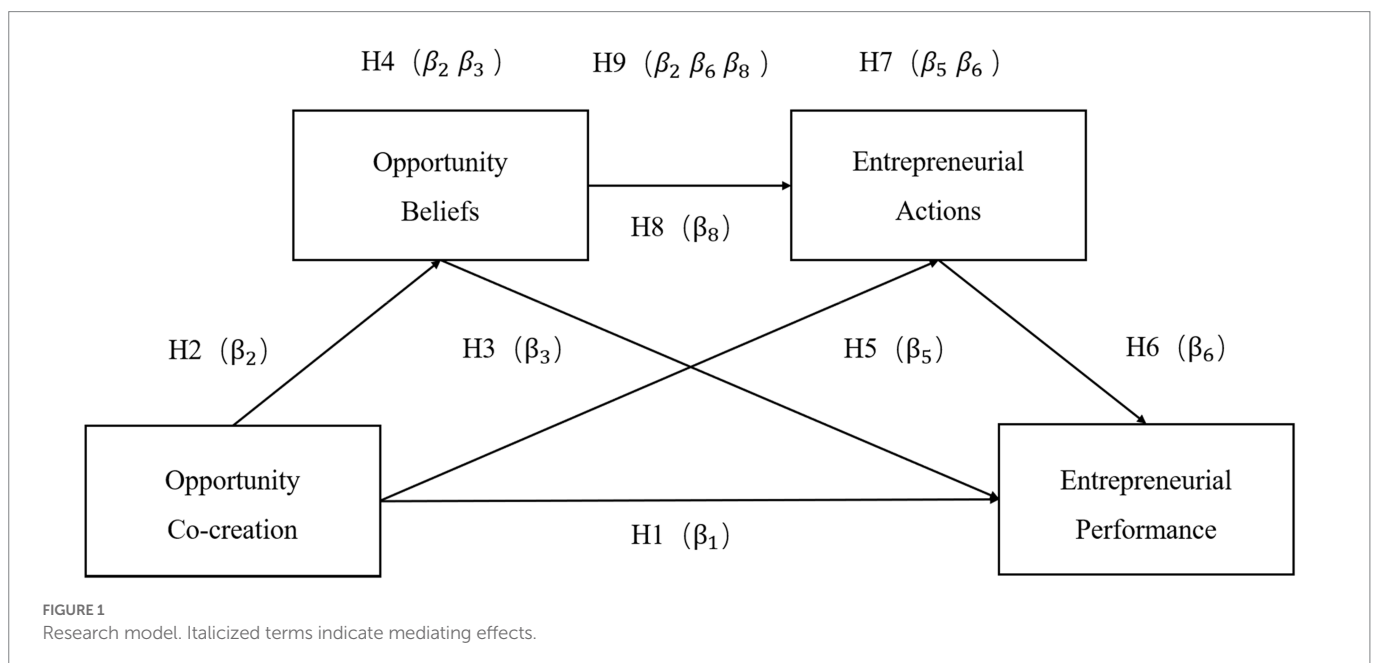 H4（β₂ β₃ ）
H9（β₂ β₆ β₈ ）
H7（β₅ β₆ ）
Opportunity
Beliefs
Entrepreneurial
Actions
H8（β₈）
H2（β₂）
H3（β₃）
H5（β₅）
H6（β₆）
Opportunity
Co-creation
Entrepreneurial
Performance
H1（β₁）
FIGURE 1
Research model. Italicized terms indicate mediating effects.